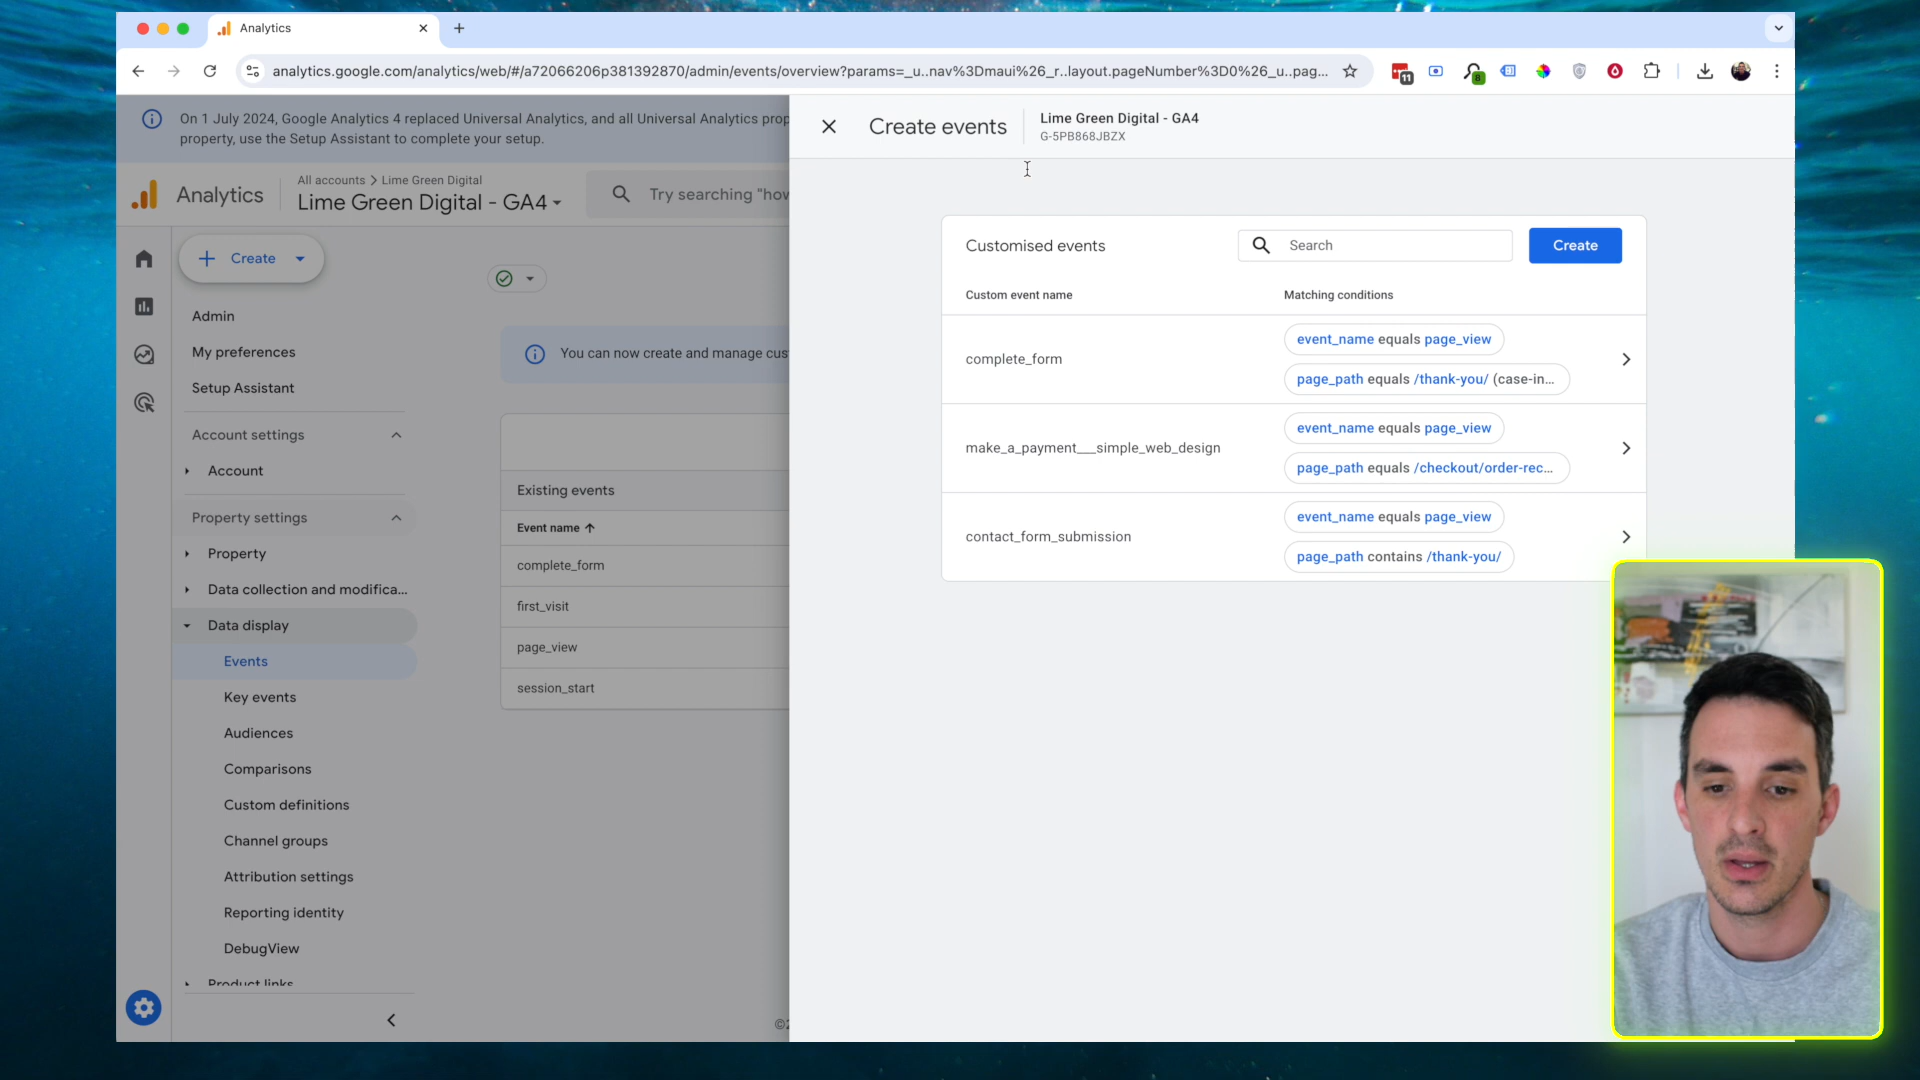 Analytics
analytics.google.com/analytics/web/#/a72066206p381392870/admin/events/overview?params=_u..nav%3Dmaui%26_r..layout.pageNumber%3D0%26_u..pag...
11
8
On 1 July 2024, Google Analytics 4 replaced Universal Analytics, and all Universal Analytics prop
property, use the Setup Assistant to complete your setup.
Analytics
All accounts > Lime Green Digital
Lime Green Digital - GA4
Try searching "how
Create
Admin
My preferences
Setup Assistant
Account settings
Account
Property settings
Property
Data collection and modifica...
Data display
Events
Key events
Audiences
Comparisons
Custom definitions
Channel groups
Attribution settings
Reporting identity
DebugView
Product links
You can now create and manage cus
Existing events
Event name
complete_form
first_visit
page_view
session_start
©2
Create events
Lime Green Digital - GA4
G-5PB868JBZX
Customised events
Search
Create
Custom event name
Matching conditions
complete_form
event_name equals page_view
page_path equals /thank-you/ (case-in...
make_a_payment___simple_web_design
event_name equals page_view
page_path equals /checkout/order-rec...
contact_form_submission
event_name equals page_view
page_path contains /thank-you/